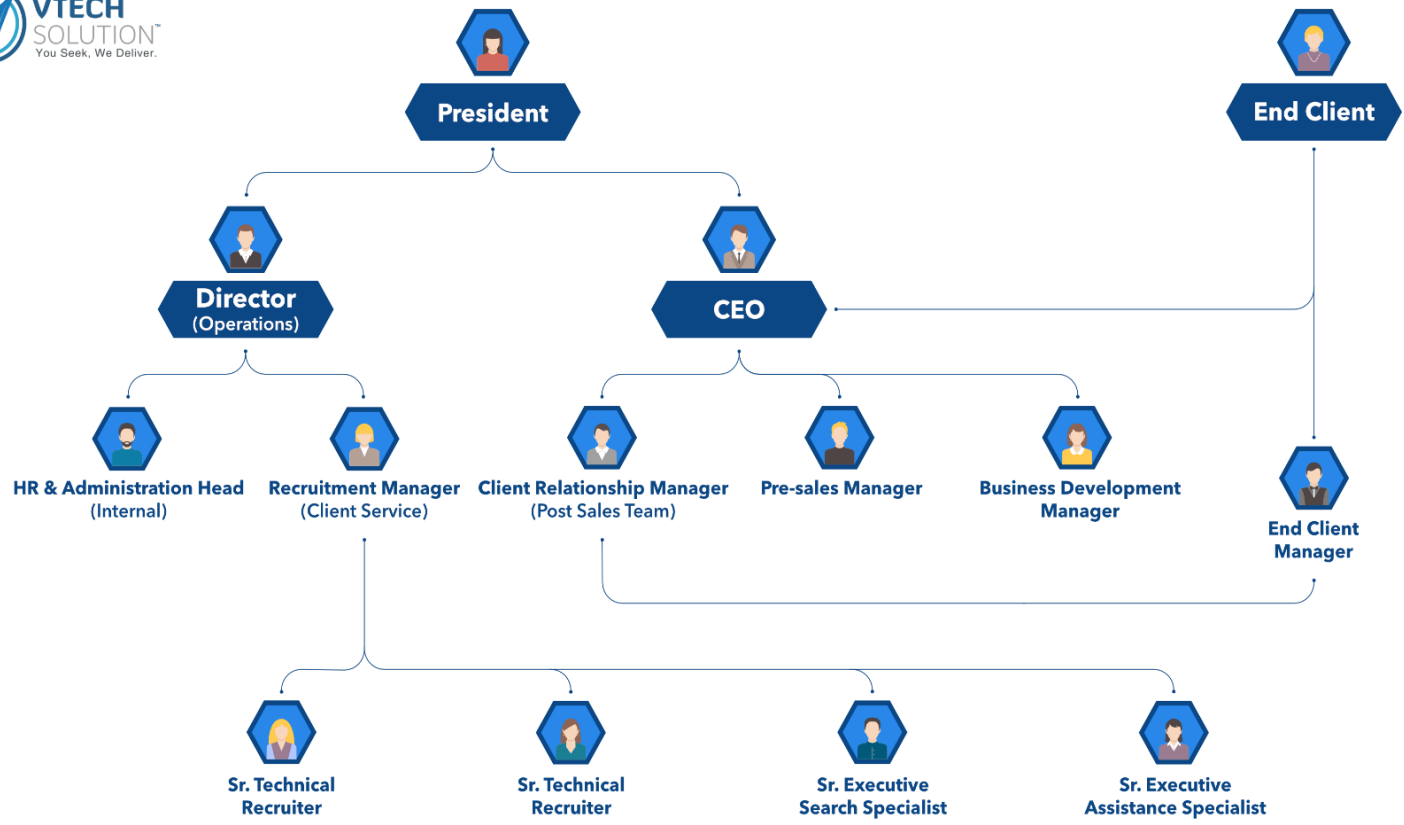 VTECH
SOLUTION™
You Seek, We Deliver.
President
End Client
Director
(Operations)
CEO
HR & Administration Head
(Internal)
Recruitment Manager
(Client Service)
Client Relationship Manager
(Post Sales Team)
Pre-sales Manager
Business Development
Manager
End Client
Manager
Sr. Technical
Recruiter
Sr. Technical
Recruiter
Sr. Executive
Search Specialist
Sr. Executive
Assistance Specialist